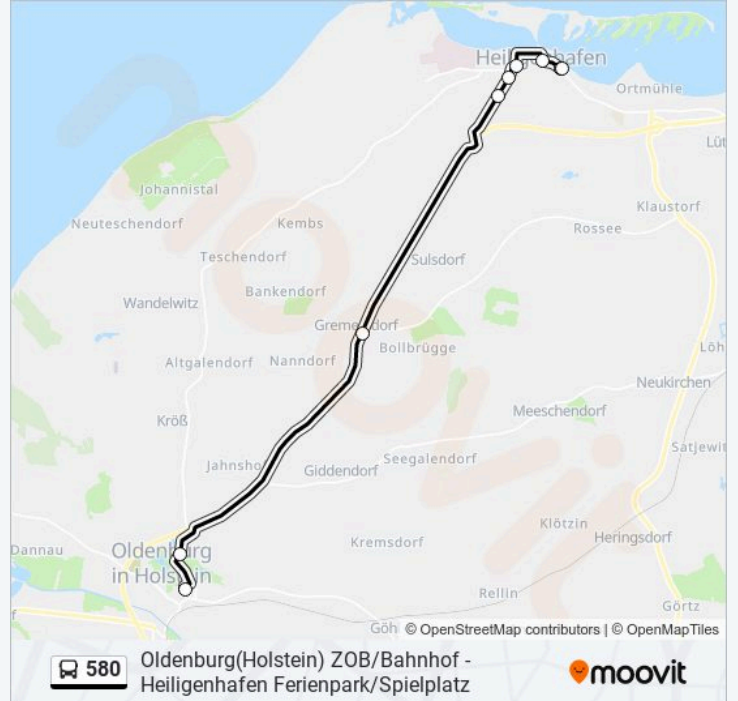 Heiligenhafen
Ortmühle
Lüt
Johannistal
Klaustorf
Neuteschendorf
Kembs
Rossee
Teschendorf
Sulsdorf
Bankendorf
Wandelwitz
Gremersdorf
Bollbrügge
Löh
Altgalendorf
Nanndorf
Neukirchen
Meeschendorf
Kröß
Satjewit
Jahnsho
Seegalendorf
Giddendorf
Klötzin
Heringsdorf
Dannau
Oldenburg
in Holstein
Kremsdorf
Rellin
Görtz
f
Göh
© OpenStreetMap contributors | © OpenMapTiles
580
Oldenburg(Holstein) ZOB/Bahnhof -
Heiligenhafen Ferienpark/Spielplatz
moovit